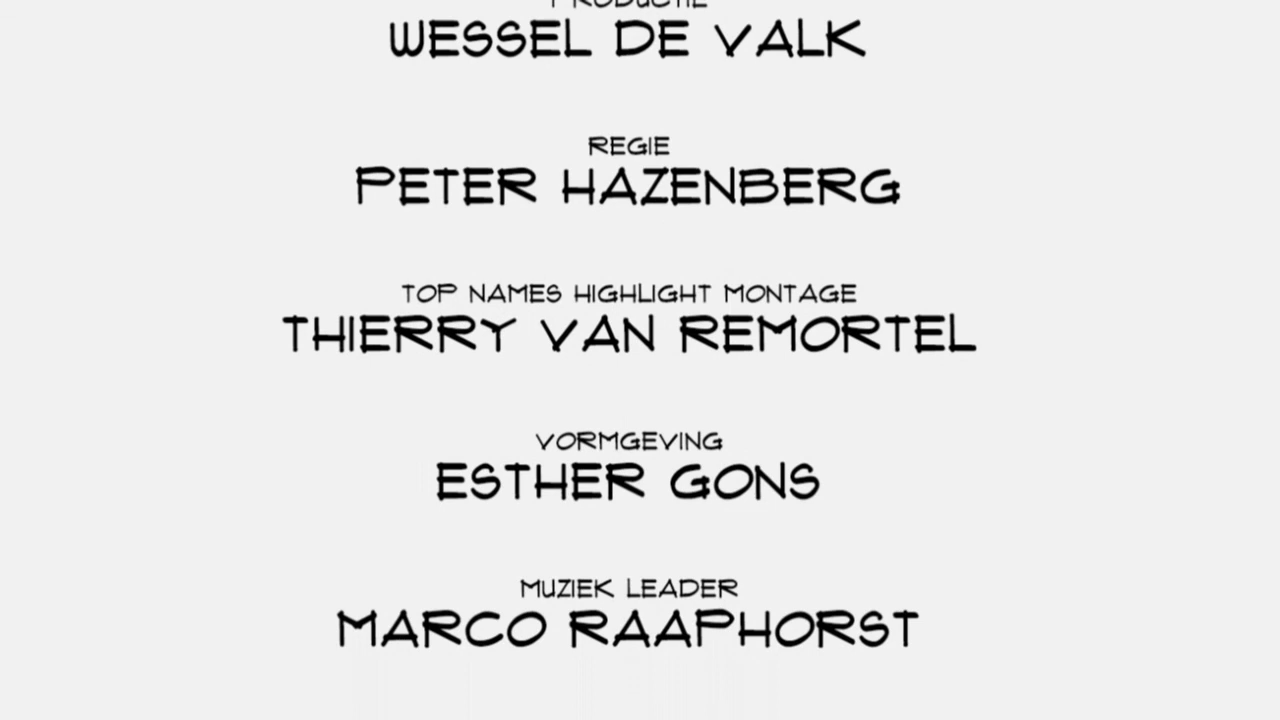 PRODUCTIE
WESSEL DE VALK
REGIE
PETER HAZENBERG
TOP NAMES HIGHLIGHT MONTAGE
THIERRY VAN REMORTEL
VORMGEVING
ESTHER GONS
MUZIEK LEADER
MARCO RAAPHORST